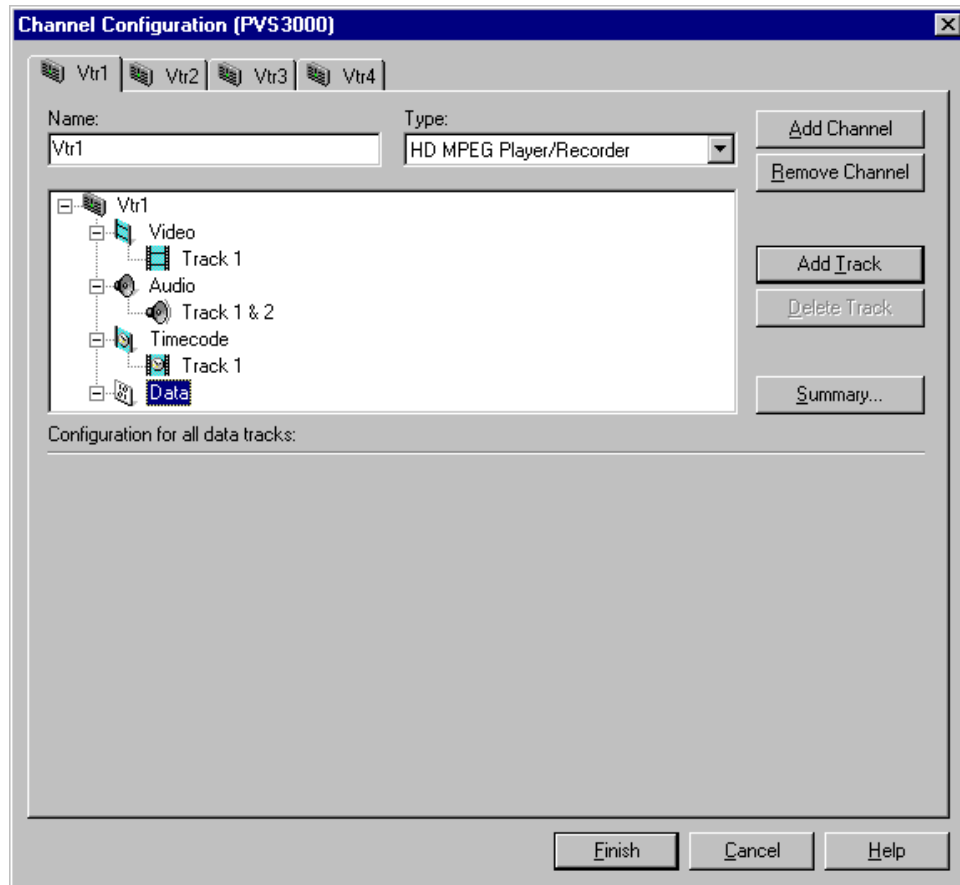 Channel Configuration (PVS3000)
Vtr1 Vtr2 Vtr3 Vtr4
Name: Type:
Vtr1 HD MPEG Player/Recorder
Add Channel
Remove Channel
Vtr1
Video
Track 1
Audio
Track 1 & 2
Timecode
Track 1
Data
Add Track
Delete Track
Summary...
Configuration for all data tracks:
Finish Cancel Help